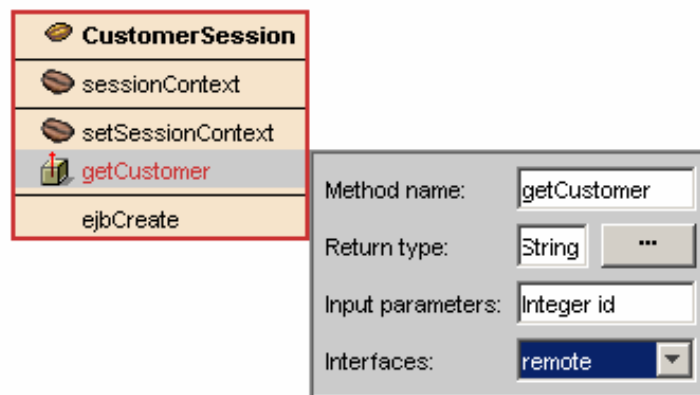 CustomerSession
sessionContext
setSessionContext
getCustomer
ejbCreate
Method name: getCustomer
Return type: String ...
Input parameters: Integer id
Interfaces: remote